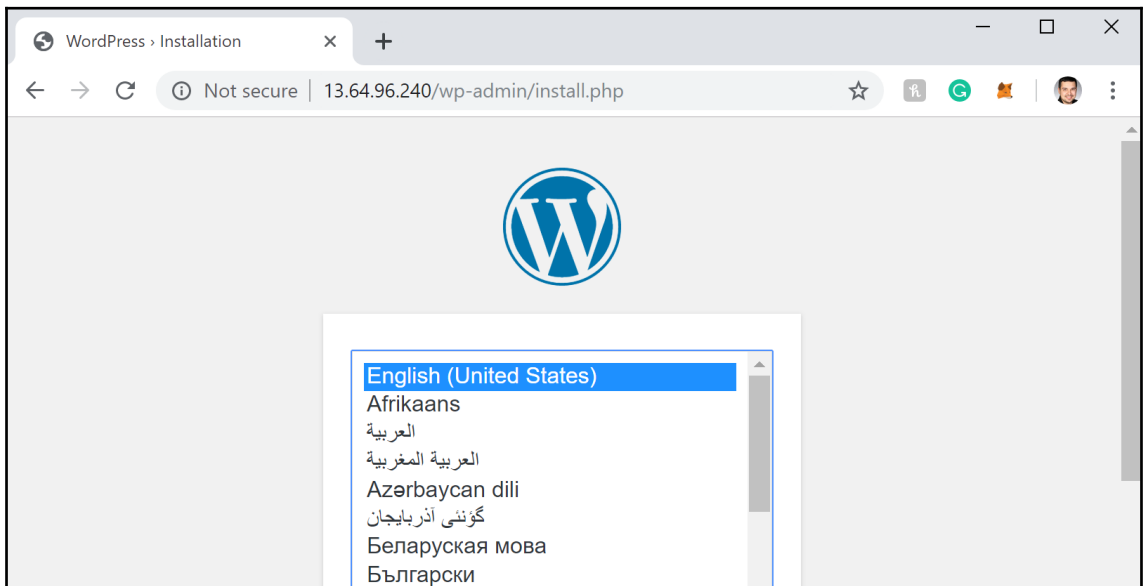 WordPress › Installation
Not secure | 13.64.96.240/wp-admin/install.php
English (United States)
Afrikaans
العربية
العربية المغربية
Azərbaycan dili
گؤنئی آذربایجان
Беларуская мова
Български